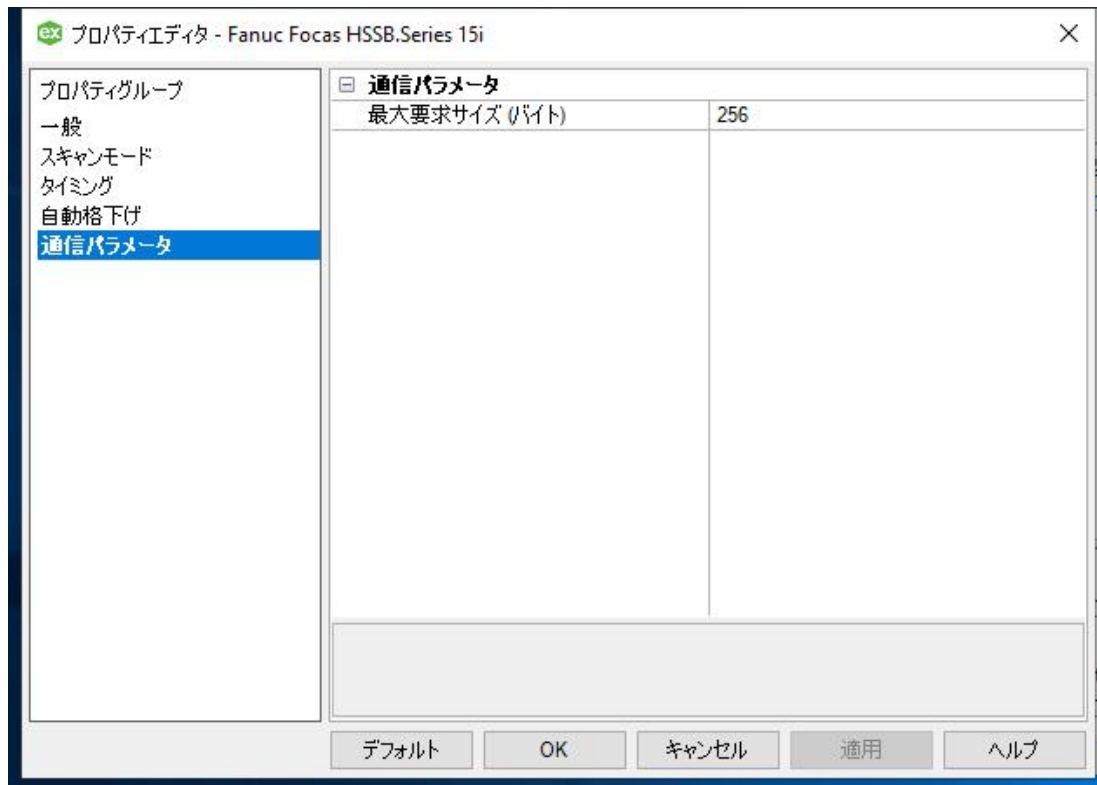 ex プロパティエディタ - Fanuc Focas HSSB.Series 15i
プロパティグループ
一般
スキャンモード
タイミング
自動格下げ
通信パラメータ
通信パラメータ
最大要求サイズ (バイト) 256
デフォルト OK キャンセル 適用 ヘルプ